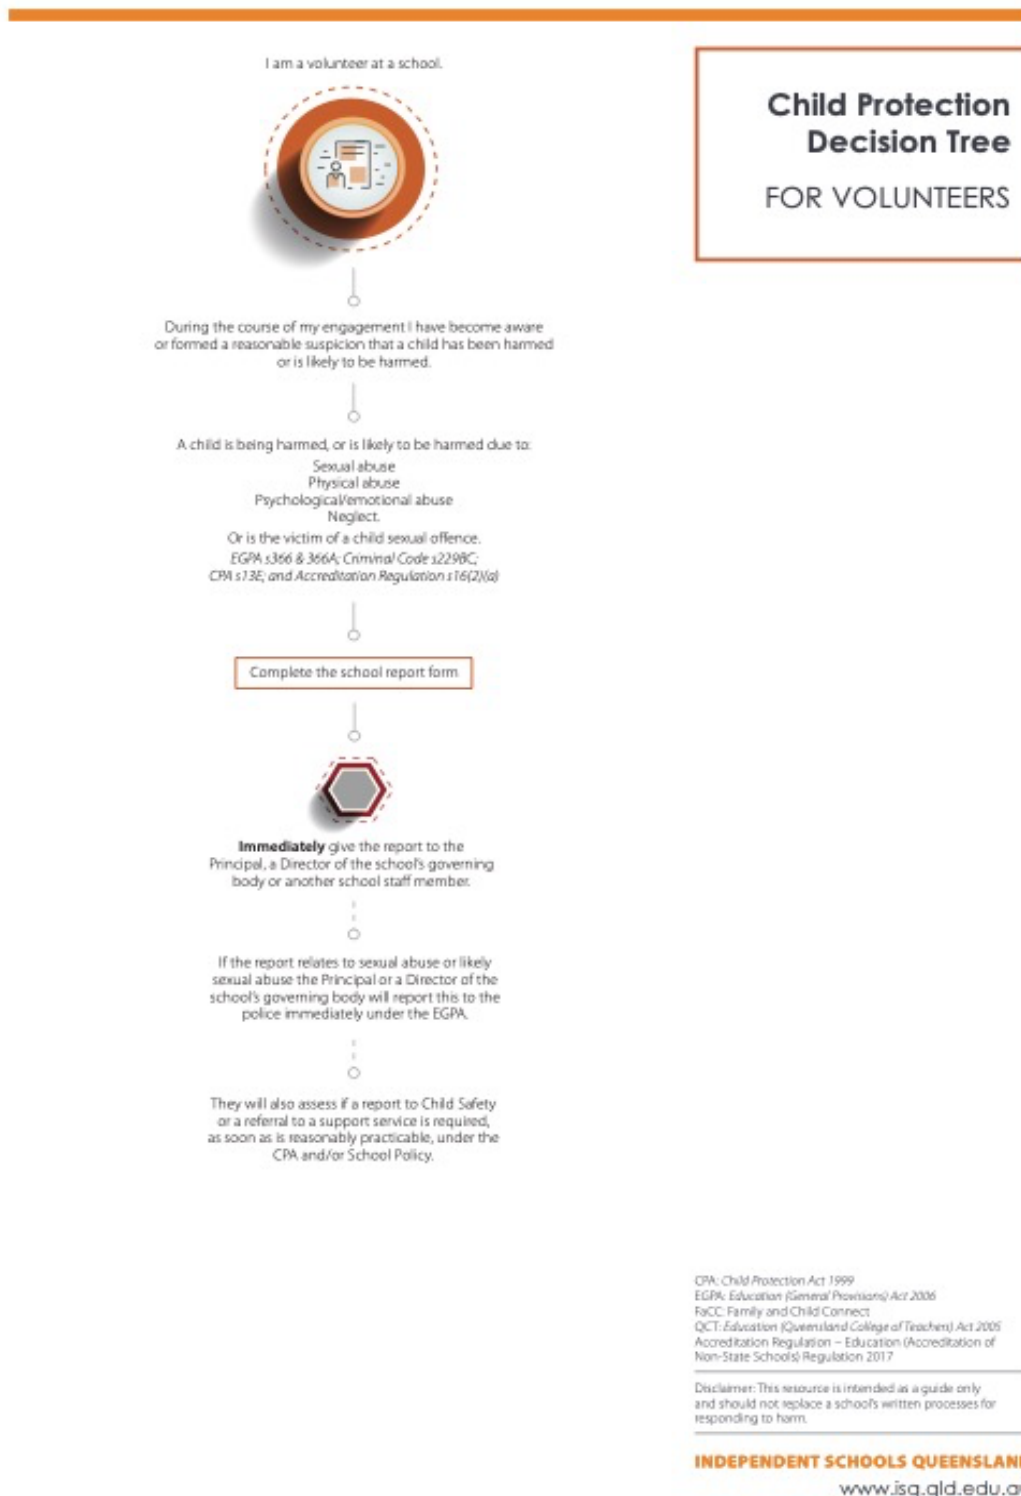 I am a volunteer at a school.
Child Protection
Decision Tree
FOR VOLUNTEERS
During the course of my engagement I have become aware
or formed a reasonable suspicion that a child has been harmed
or is likely to be harmed.
A child is being harmed, or is likely to be harmed due to:
Sexual abuse
Physical abuse
Psychological/emotional abuse
Neglect.
Or is the victim of a child sexual offence.
EGPA s366 & 366A; Criminal Code s229BC;
CPA s13E; and Accreditation Regulation s16(2)(a)
Complete the school report form
Immediately give the report to the
Principal, a Director of the school's governing
body or another school staff member.
If the report relates to sexual abuse or likely
sexual abuse the Principal or a Director of the
school's governing body will report this to the
police immediately under the EGPA.
They will also assess if a report to Child Safety
or a referral to a support service is required,
as soon as is reasonably practicable, under the
CPA and/or School Policy.
CPA: Child Protection Act 1999
EGPA: Education (General Provisions) Act 2006
FaCC: Family and Child Connect
QCT: Education (Queensland College of Teachers) Act 2005
Accreditation Regulation – Education (Accreditation of
Non-State Schools) Regulation 2017
Disclaimer: This resource is intended as a guide only
and should not replace a school's written processes for
responding to harm.
INDEPENDENT SCHOOLS QUEENSLAND
www.isq.qld.edu.au